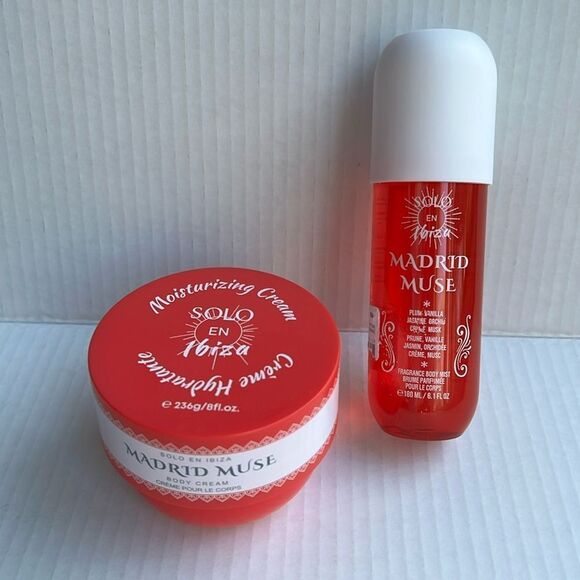 Moisturizing Cream
SOLO
EN
Ibiza
Crème Hydratante
℮ 236g/8fl.oz.
SOLO EN IBIZA
MADRID MUSE
BODY CREAM
CRÈME POUR LE CORPS
SOLO
EN
Ibiza
MADRID
MUSE
PLUM VANILLA
JASMINE ORCHID
CRÈME MUSK
PRUNE, VANILLE
JASMIN, ORCHIDÉE
CRÈME, MUSC
FRAGRANCE BODY MIST
BRUME PARFUMÉE
POUR LE CORPS
℮ 180 ML / 6.1 FL OZ